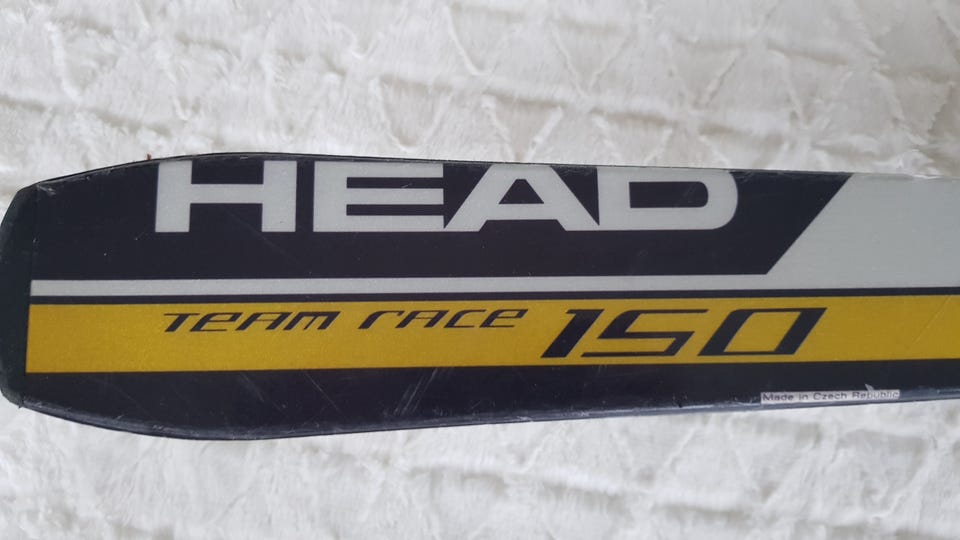 HEAD
TEAM RACE 150
Made in Czech Republic